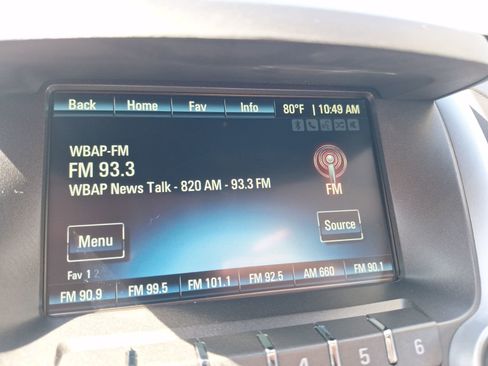 Back Home Fav Info 80°F | 10:49 AM
WBAP-FM
FM 93.3
WBAP News Talk - 820 AM - 93.3 FM
FM
Menu Source
Fav 1 2
FM 90.9 FM 99.5 FM 101.1 FM 92.5 AM 660 FM 90.1
4 5 6